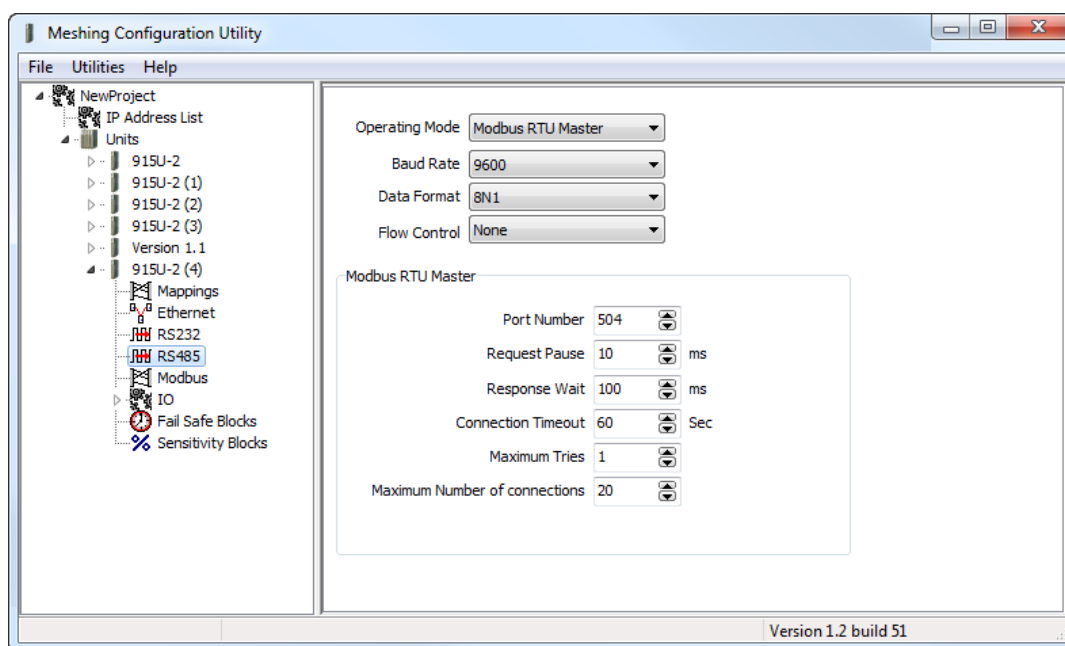 Meshing Configuration Utility
File Utilities Help
NewProject
IP Address List
Units
915U-2
915U-2 (1)
915U-2 (2)
915U-2 (3)
Version 1.1
915U-2 (4)
Mappings
Ethernet
RS232
RS485
Modbus
IO
Fail Safe Blocks
Sensitivity Blocks
Operating Mode Modbus RTU Master
Baud Rate 9600
Data Format 8N1
Flow Control None
Modbus RTU Master
Port Number 504
Request Pause 10 ms
Response Wait 100 ms
Connection Timeout 60 Sec
Maximum Tries 1
Maximum Number of connections 20
Version 1.2 build 51